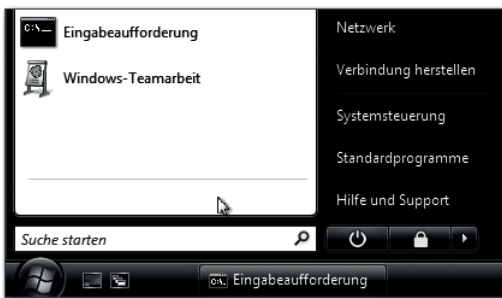 C:\_
Eingabeaufforderung
Windows-Teamarbeit
Suche starten
Netzwerk
Verbindung herstellen
Systemsteuerung
Standardprogramme
Hilfe und Support
C:\_ Eingabeaufforderung